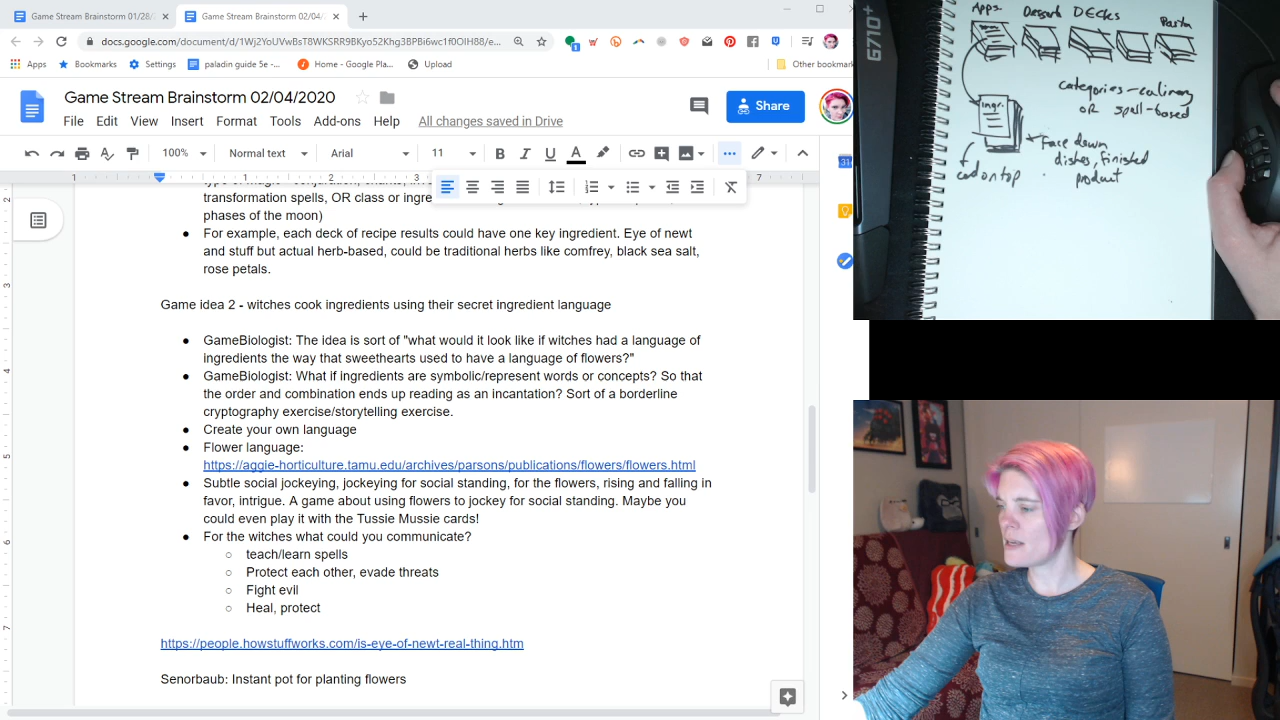 Game Stream Brainstorm 01/28/
Game Stream Brainstorm 02/04/
docs.google.com/document/d/1Wj2YoUVwBsT8WKSRR9BKyo52Khg3BPBi6wc1f0OIH88/e...
Apps
Bookmarks
Settings
paladin guide 5e -...
Home - Google Pla...
Upload
Other bookmark
Game Stream Brainstorm 02/04/2020
Share
File Edit View Insert Format Tools Add-ons Help All changes saved in Drive
100% Normal text Arial 11
transformation spells, OR class or ingre
phases of the moon)
For example, each deck of recipe results could have one key ingredient. Eye of newt
and stuff but actual herb-based, could be traditional herbs like comfrey, black sea salt,
rose petals.
Game idea 2 - witches cook ingredients using their secret ingredient language
GameBiologist: The idea is sort of "what would it look like if witches had a language of
ingredients the way that sweethearts used to have a language of flowers?"
GameBiologist: What if ingredients are symbolic/represent words or concepts? So that
the order and combination ends up reading as an incantation? Sort of a borderline
cryptography exercise/storytelling exercise.
Create your own language
Flower language:
https://aggie-horticulture.tamu.edu/archives/parsons/publications/flowers/flowers.html
Subtle social jockeying, jockeying for social standing, for the flowers, rising and falling in
favor, intrigue. A game about using flowers to jockey for social standing. Maybe you
could even play it with the Tussie Mussie cards!
For the witches what could you communicate?
teach/learn spells
Protect each other, evade threats
Fight evil
Heal, protect
https://people.howstuffworks.com/is-eye-of-newt-real-thing.htm
Senorbaub: Instant pot for planting flowers
G710+
Apps. Dessert DECKS
categories - culinary
OR spell-based
Ingr.
Face down
dishes, finished
product
card on top